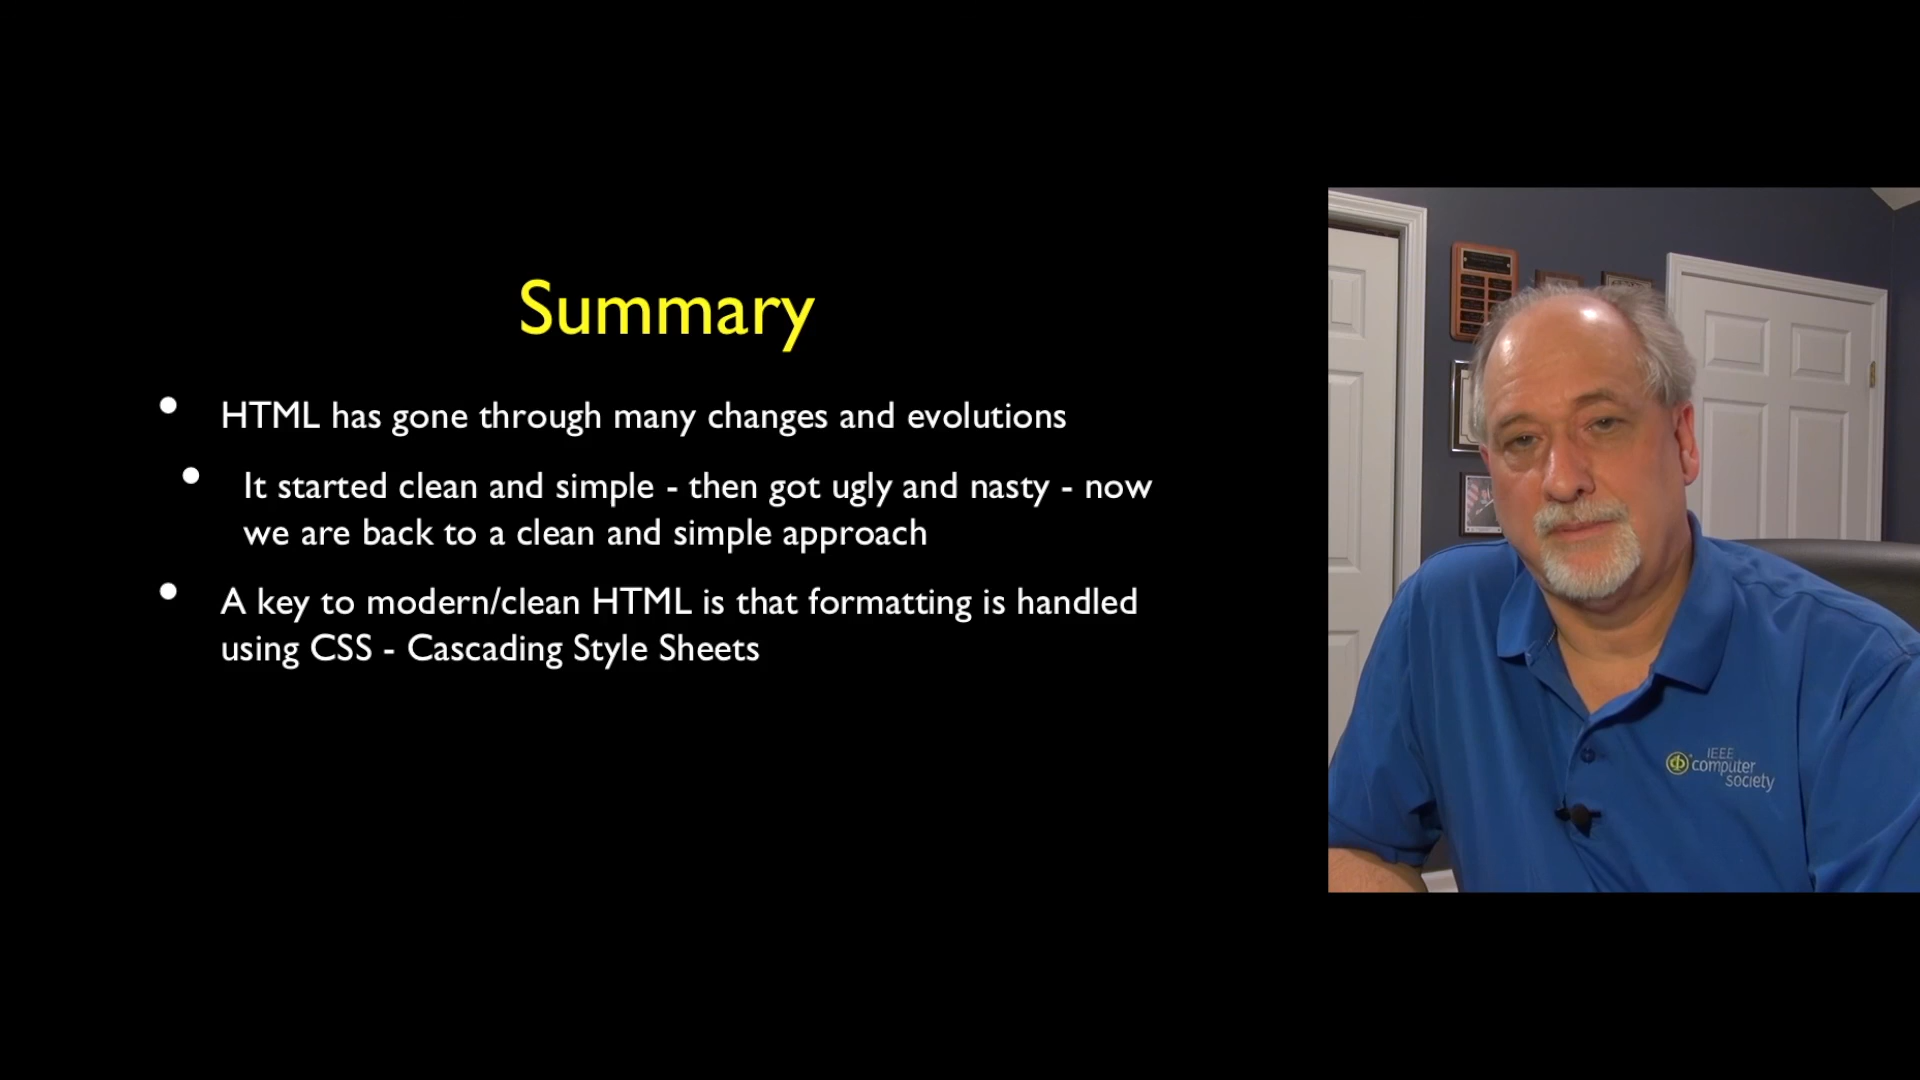 Summary
• HTML has gone through many changes and evolutions
• It started clean and simple - then got ugly and nasty - now
we are back to a clean and simple approach
• A key to modern/clean HTML is that formatting is handled
using CSS - Cascading Style Sheets
IEEE
computer
society